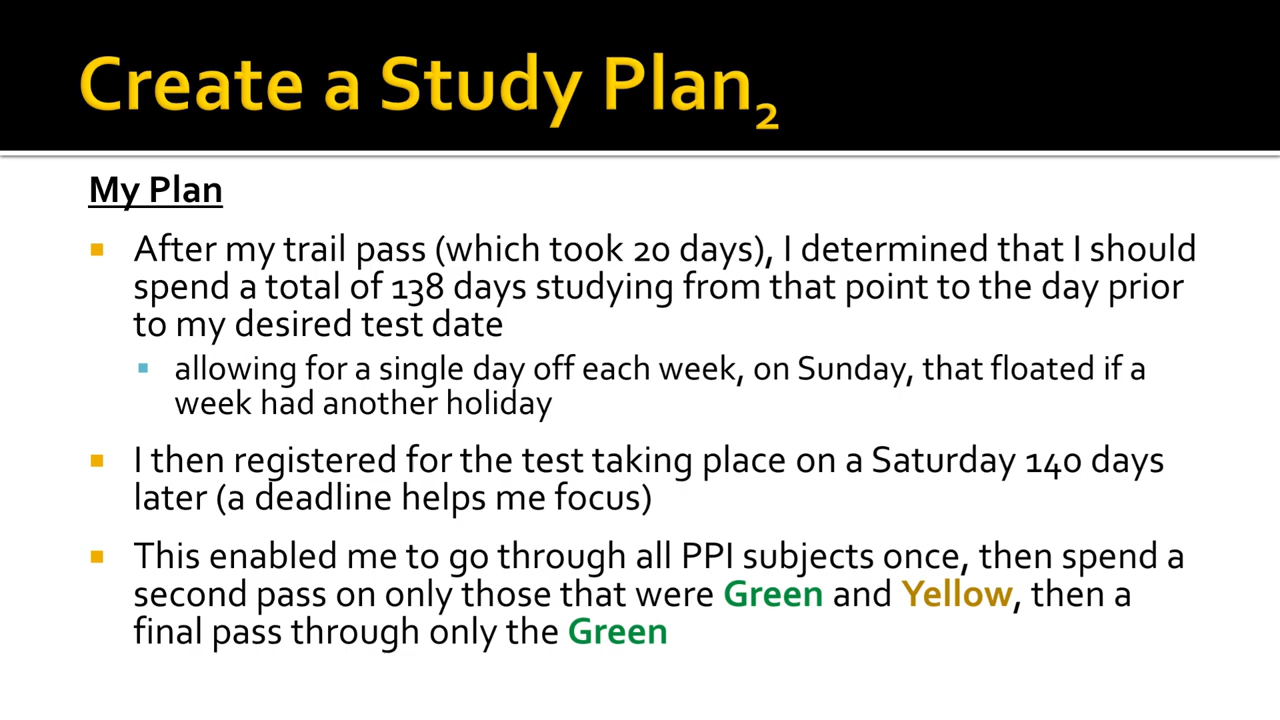 Create a Study Plan2
My Plan
After my trail pass (which took 20 days), I determined that I should
spend a total of 138 days studying from that point to the day prior
to my desired test date
allowing for a single day off each week, on Sunday, that floated if a
week had another holiday
I then registered for the test taking place on a Saturday 140 days
later (a deadline helps me focus)
This enabled me to go through all PPI subjects once, then spend a
second pass on only those that were Green and Yellow, then a
final pass through only the Green